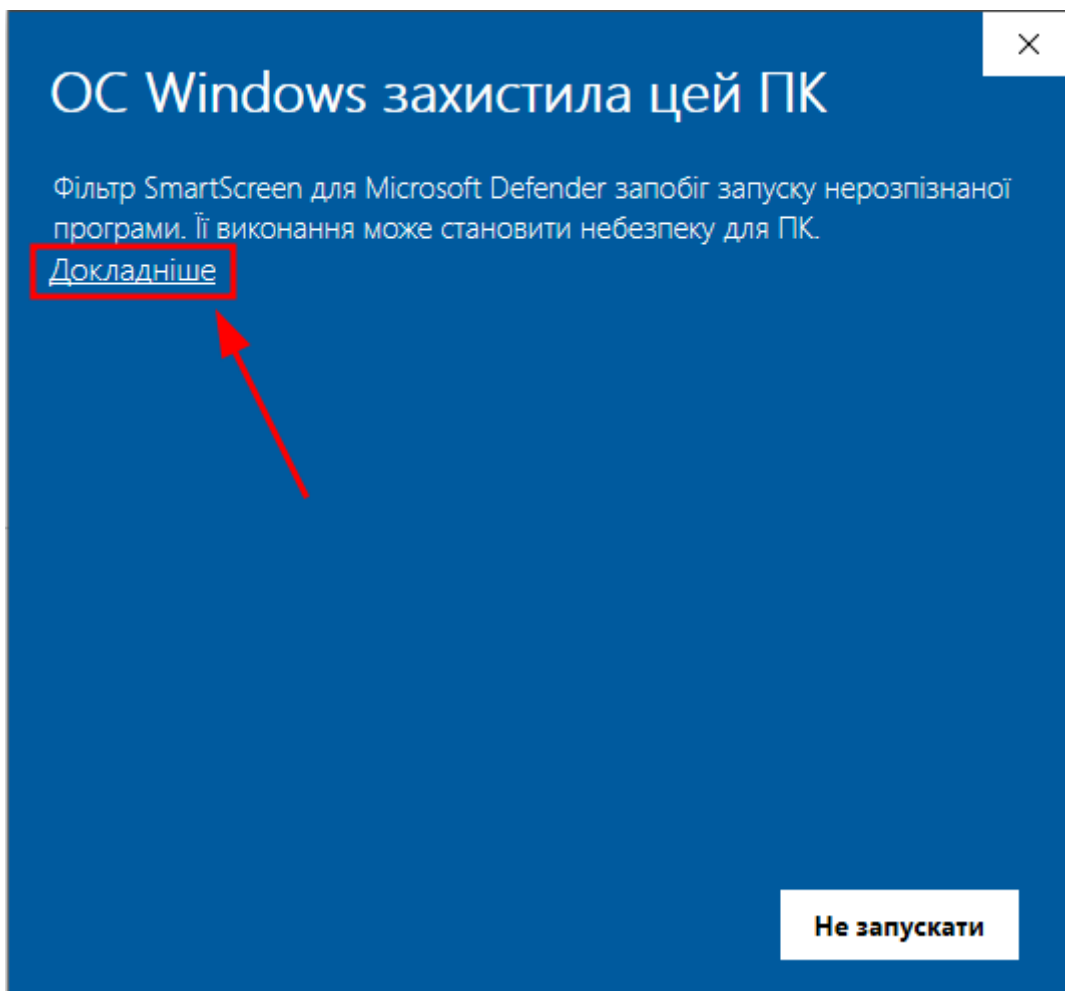 ОС Windows захистила цей ПК
Фільтр SmartScreen для Microsoft Defender запобіг запуску нерозпізнаної
програми. Її виконання може становити небезпеку для ПК.
Докладніше
Не запускати